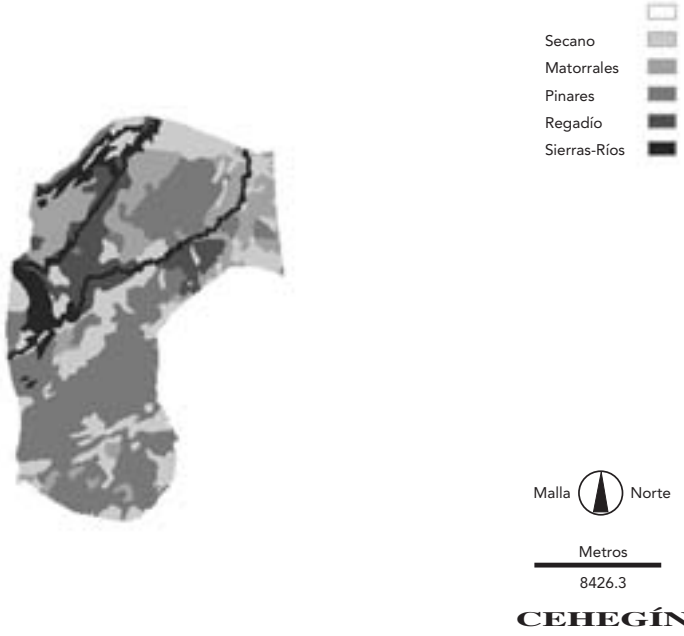 Secano
Matorrales
Pinares
Regadío
Sierras-Ríos
Malla Norte
Metros
8426.3
CEHEGÍN